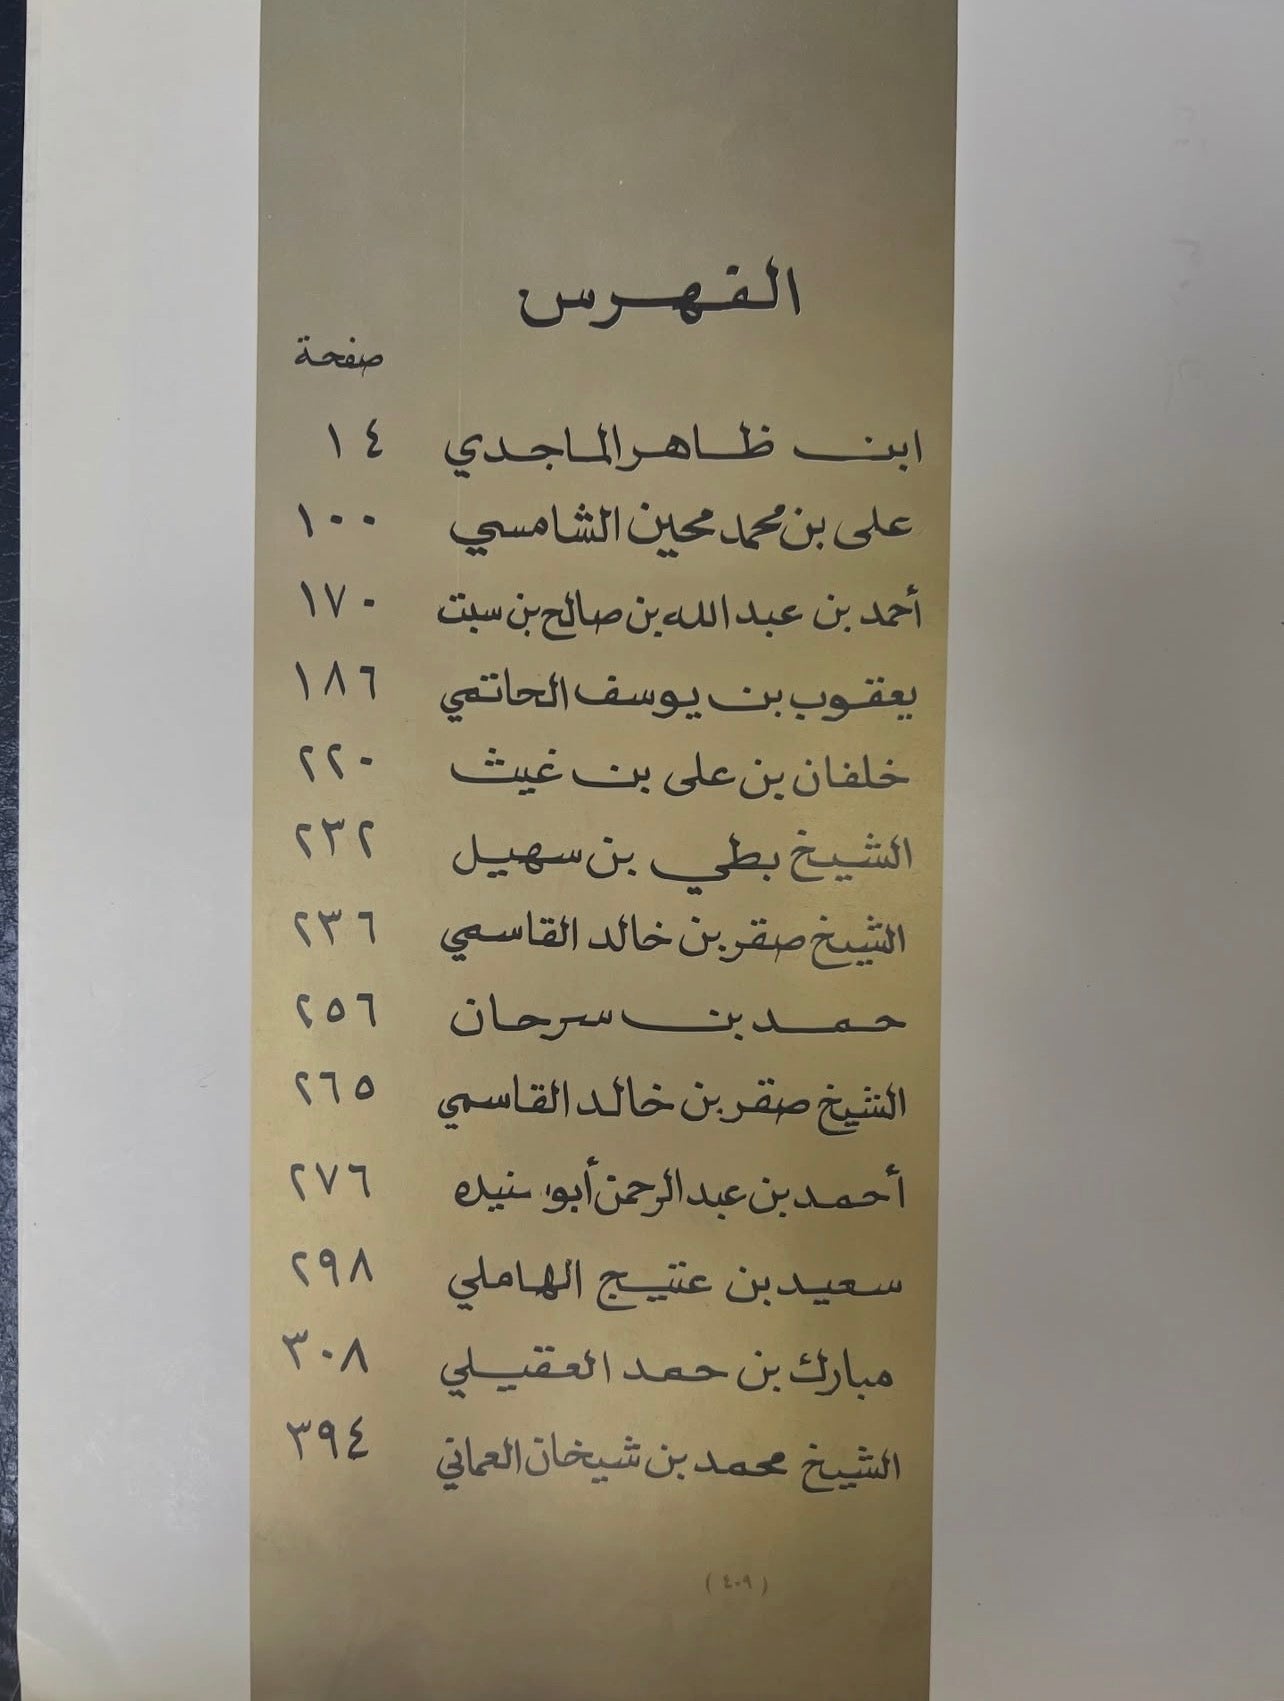 الفهرس
صفحة
ابن ظاهر الماجدي ١٤
على بن محمد محين الشامسي ١٠٠
أحمد بن عبد الله بن صالح بن سبت ١٧٠
يعقوب بن يوسف الحاتمي ١٨٦
خلفان بن على بن غيث ٢٢٠
الشيخ بطي بن سهيل ٢٣٢
الشيخ صقر بن خالد القاسمي ٢٣٦
حمد بن سرحان ٢٥٦
الشيخ صقر بن خالد القاسمي ٢٦٥
أحمد بن عبد الرحمن أبو سنيده ٢٧٦
سعيد بن عتيج الهاملي ٢٩٨
مبارك بن حمد العقيلي ٣٠٨
الشيخ محمد بن شيخان العماني ٣٩٤
(٤٠٩)